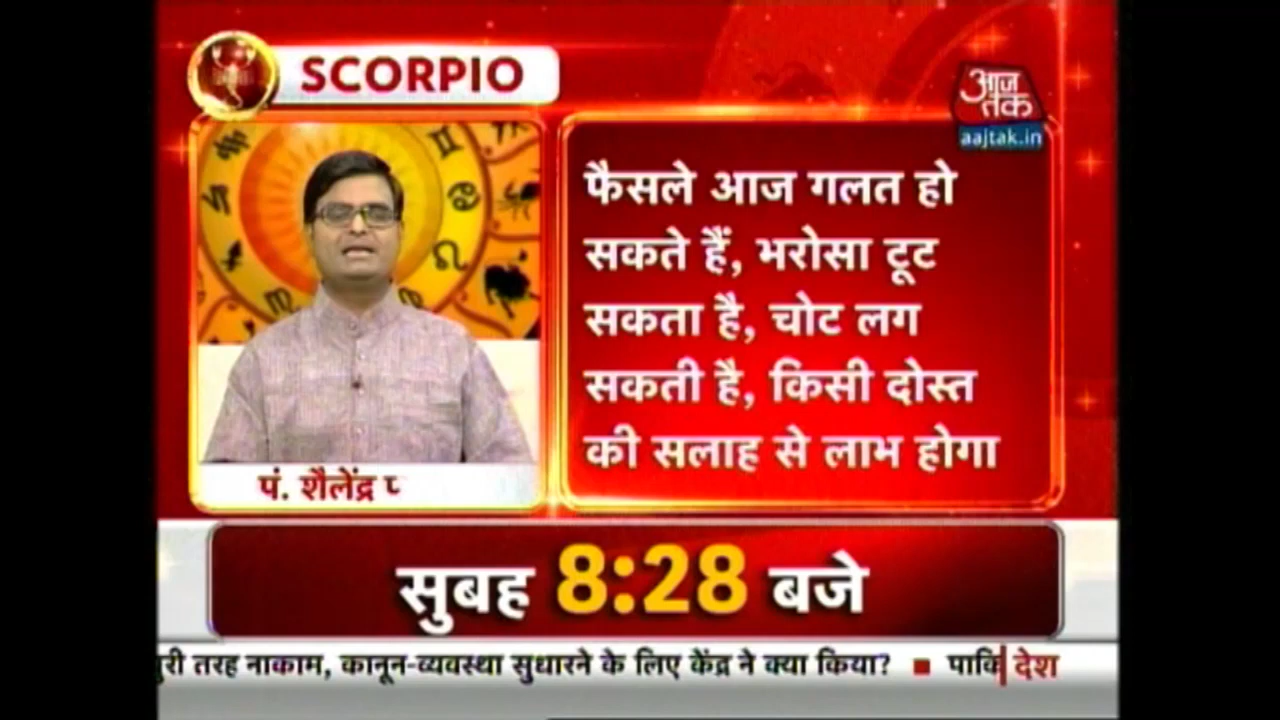 SCORPIO
आज
तक
aajtak.in
फैसले आज गलत हो
सकते हैं, भरोसा टूट
सकता है, चोट लग
सकती है, किसी दोस्त
की सलाह से लाभ होगा
पं. शैलेंद्र
सुबह 8:28 बजे
तरह नाकाम, कानून-व्यवस्था सुधारने के लिए केंद्र ने क्या किया? ■ देश